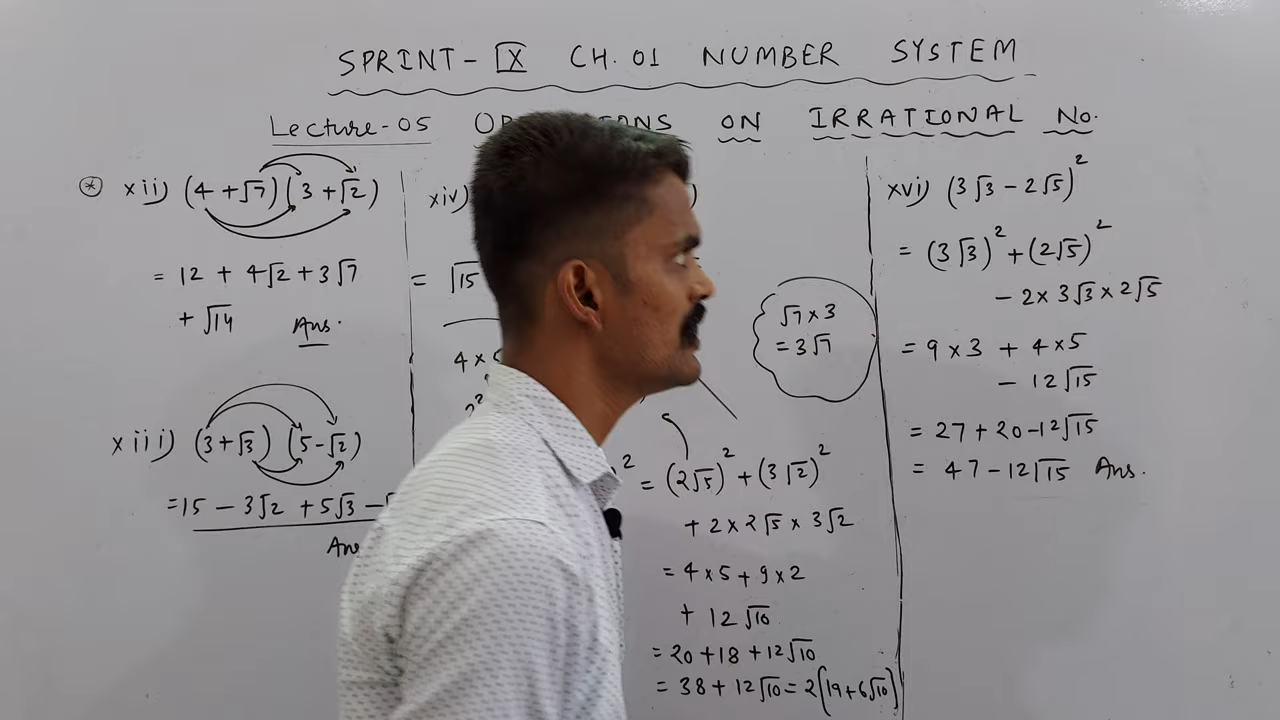 SPRINT- IX CH. 01 NUMBER SYSTEM
Lecture-05 ON IRRATIONAL No.
xii) (4 + √7)(3 + √2)
= 12 + 4√2 + 3√7
+ √14 Ans.
xiii) (3+√3) (5-√2)
=15 - 3√2 + 5√3 -
xiv)
= √15
√7 × 3
= 3√7
= (2√5)² + (3√2)²
+ 2 × 2√5 × 3√2
= 4 × 5 + 9 × 2
+ 12√10
= 20 + 18 + 12√10
= 38 + 12√10 = 2(19+6√10)
xvi) (3√3 - 2√5)²
= (3√3)² + (2√5)²
- 2 × 3√3 × 2√5
= 9 × 3 + 4 × 5
- 12√15
= 27 + 20 - 12√15
= 47 - 12√15 Ans.